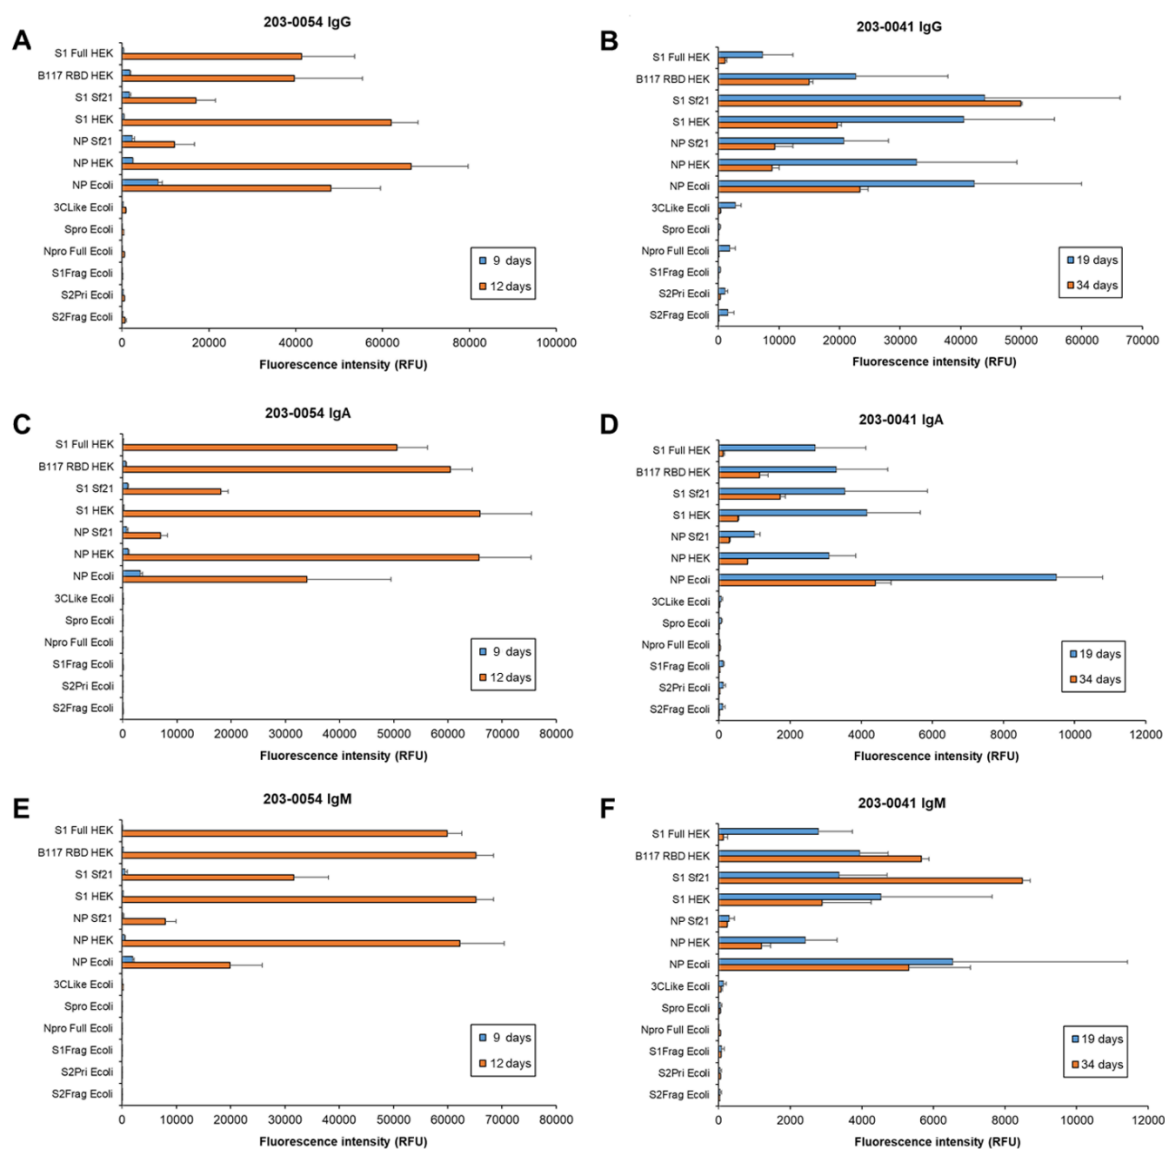 A
203-0054 IgG
S1 Full HEK
B117 RBD HEK
S1 Sf21
S1 HEK
NP Sf21
NP HEK
NP Ecoli
3CLike Ecoli
Spro Ecoli
Npro Full Ecoli
S1Frag Ecoli
S2Pri Ecoli
S2Frag Ecoli
9 days
12 days
0 20000 40000 60000 80000 100000
Fluorescence intensity (RFU)
B
203-0041 IgG
S1 Full HEK
B117 RBD HEK
S1 Sf21
S1 HEK
NP Sf21
NP HEK
NP Ecoli
3CLike Ecoli
Spro Ecoli
Npro Full Ecoli
S1Frag Ecoli
S2Pri Ecoli
S2Frag Ecoli
19 days
34 days
0 10000 20000 30000 40000 50000 60000 70000
Fluorescence intensity (RFU)
C
203-0054 IgA
S1 Full HEK
B117 RBD HEK
S1 Sf21
S1 HEK
NP Sf21
NP HEK
NP Ecoli
3CLike Ecoli
Spro Ecoli
Npro Full Ecoli
S1Frag Ecoli
S2Pri Ecoli
S2Frag Ecoli
9 days
12 days
0 10000 20000 30000 40000 50000 60000 70000 80000
Fluorescence intensity (RFU)
D
203-0041 IgA
S1 Full HEK
B117 RBD HEK
S1 Sf21
S1 HEK
NP Sf21
NP HEK
NP Ecoli
3CLike Ecoli
Spro Ecoli
Npro Full Ecoli
S1Frag Ecoli
S2Pri Ecoli
S2Frag Ecoli
19 days
34 days
0 2000 4000 6000 8000 10000 12000
Fluorescence intensity (RFU)
E
203-0054 IgM
S1 Full HEK
B117 RBD HEK
S1 Sf21
S1 HEK
NP Sf21
NP HEK
NP Ecoli
3CLike Ecoli
Spro Ecoli
Npro Full Ecoli
S1Frag Ecoli
S2Pri Ecoli
S2Frag Ecoli
9 days
12 days
0 10000 20000 30000 40000 50000 60000 70000 80000
Fluorescence intensity (RFU)
F
203-0041 IgM
S1 Full HEK
B117 RBD HEK
S1 Sf21
S1 HEK
NP Sf21
NP HEK
NP Ecoli
3CLike Ecoli
Spro Ecoli
Npro Full Ecoli
S1Frag Ecoli
S2Pri Ecoli
S2Frag Ecoli
19 days
34 days
0 2000 4000 6000 8000 10000 12000
Fluorescence intensity (RFU)